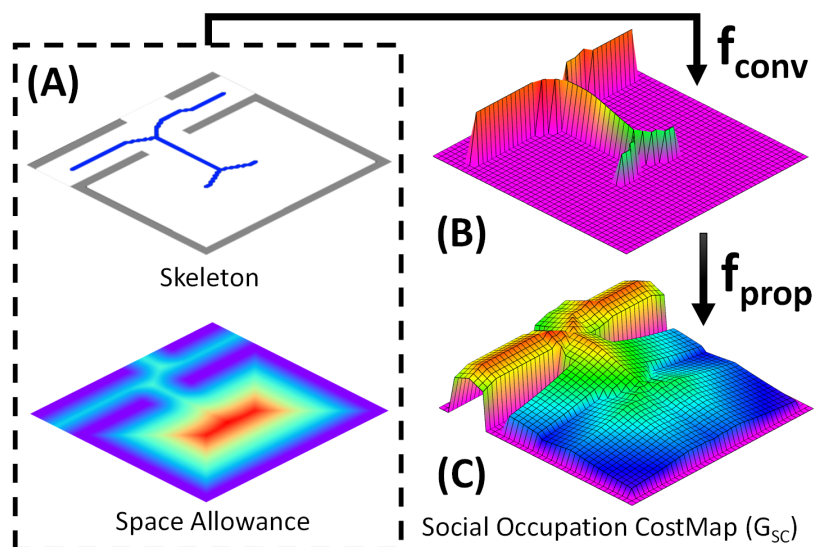 (A)
Skeleton
Space Allowance
f_conv
(B)
f_prop
(C)
Social Occupation CostMap (G_SC)